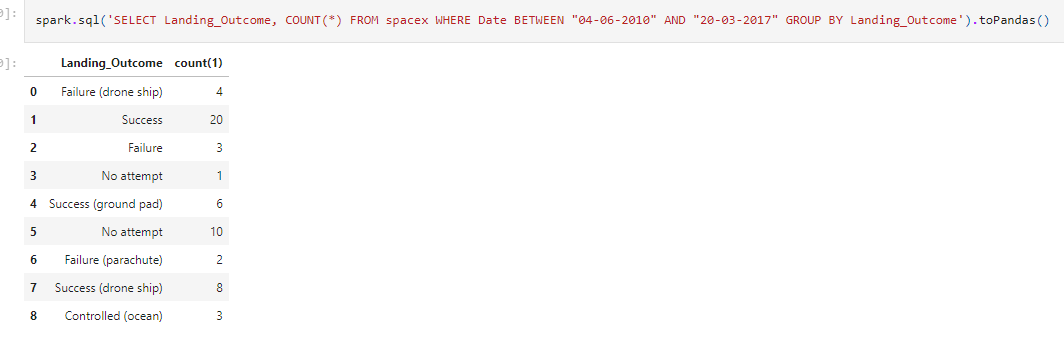 0]:
spark.sql('SELECT Landing_Outcome, COUNT(*) FROM spacex WHERE Date BETWEEN "04-06-2010" AND "20-03-2017" GROUP BY Landing_Outcome').toPandas()
0]:
Landing_Outcome count(1)
0 Failure (drone ship) 4
1 Success 20
2 Failure 3
3 No attempt 1
4 Success (ground pad) 6
5 No attempt 10
6 Failure (parachute) 2
7 Success (drone ship) 8
8 Controlled (ocean) 3